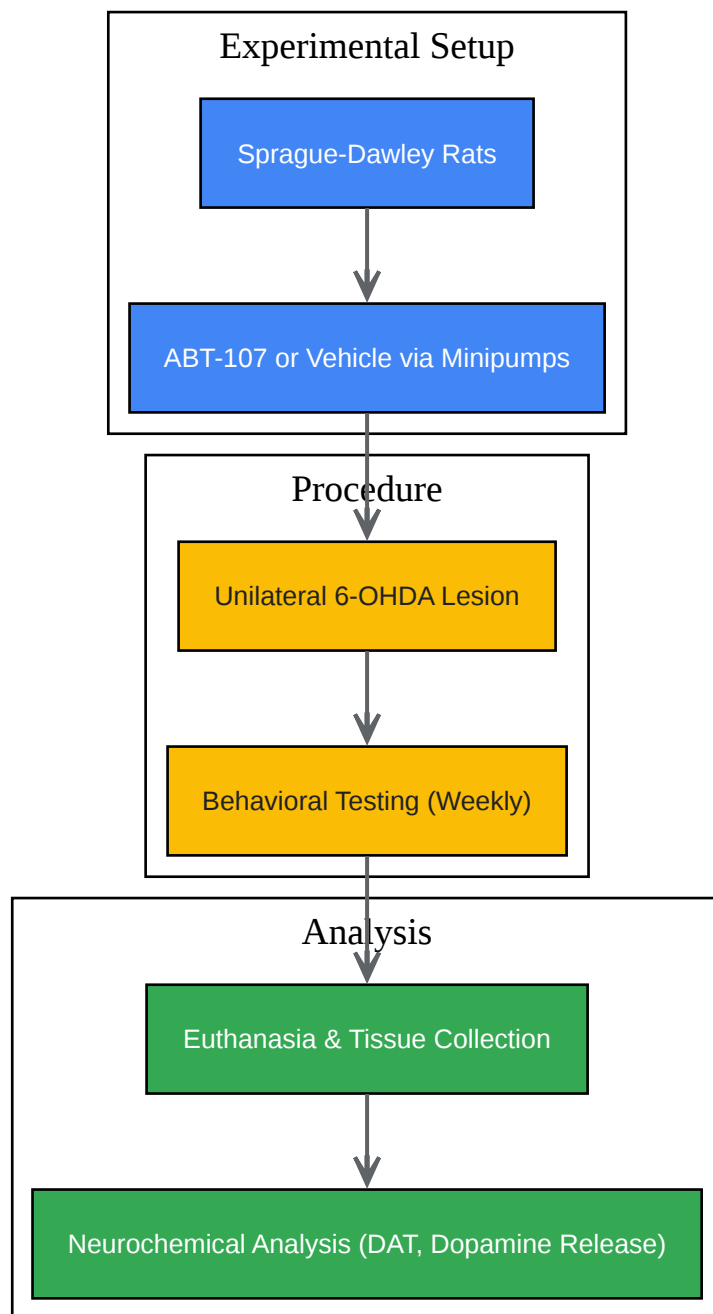 Experimental Setup
Sprague-Dawley Rats
ABT-107 or Vehicle via Minipumps
Procedure
Unilateral 6-OHDA Lesion
Behavioral Testing (Weekly)
Analysis
Euthanasia & Tissue Collection
Neurochemical Analysis (DAT, Dopamine Release)